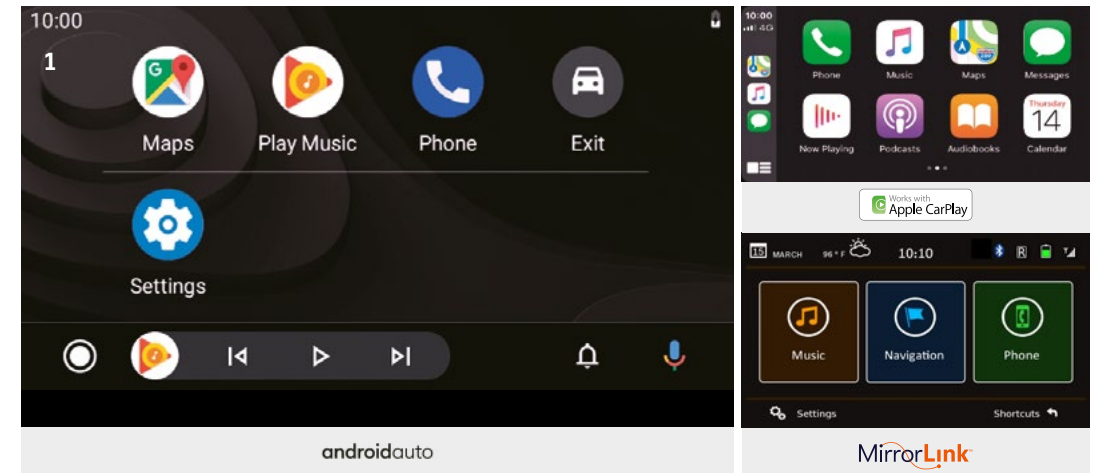 10:00
1
G
Maps Play Music Phone Exit
Settings
androidauto
10:00
4G
Phone Music Maps Messages
Thursday
14
Now Playing Podcasts Audiobooks Calendar
Works with
Apple CarPlay
15 MARCH 96°F 10:10 R
Music Navigation Phone
Settings Shortcuts
MirrorLink